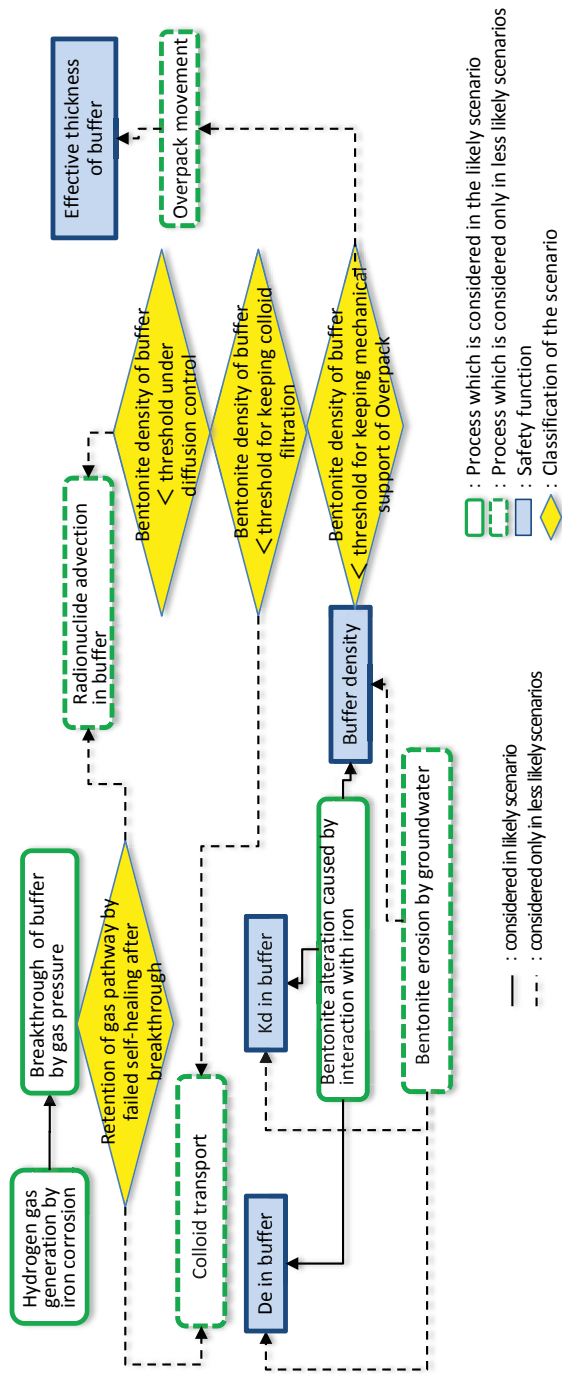 Hydrogen gas
generation by
iron corrosion
Breakthrough of buffer
by gas pressure
Retention of gas pathway by
failed self-healing after
breakthrough
Radionuclide advection
in buffer
Effective thickness
of buffer
Bentonite density of buffer
< threshold under
diffusion control
Overpack movement
Colloid transport
Bentonite density of buffer
< threshold for keeping colloid
filtration
De in buffer
Kd in buffer
Bentonite density of buffer
< threshold for keeping mechanical
support of Overpack
Bentonite alteration caused by
interaction with iron
Buffer density
Bentonite erosion by groundwater
: considered in likely scenario
: considered only in less likely scenarios
: Process which is considered in the likely scenario
: Process which is considered only in less likely scenarios
: Safety function
: Classification of the scenario